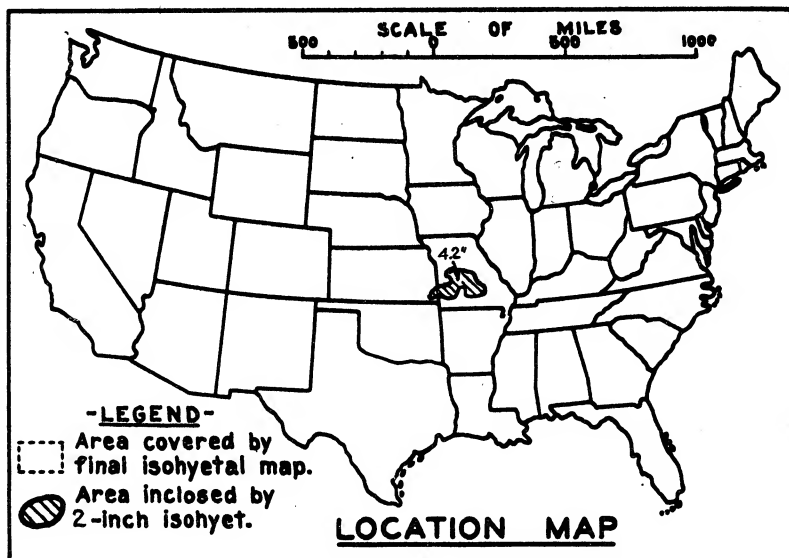 SCALE OF MILES
500 0 500 1000
4.2"
-LEGEND-
Area covered by
final isohyetal map.
Area inclosed by
2-inch isohyet.
LOCATION MAP